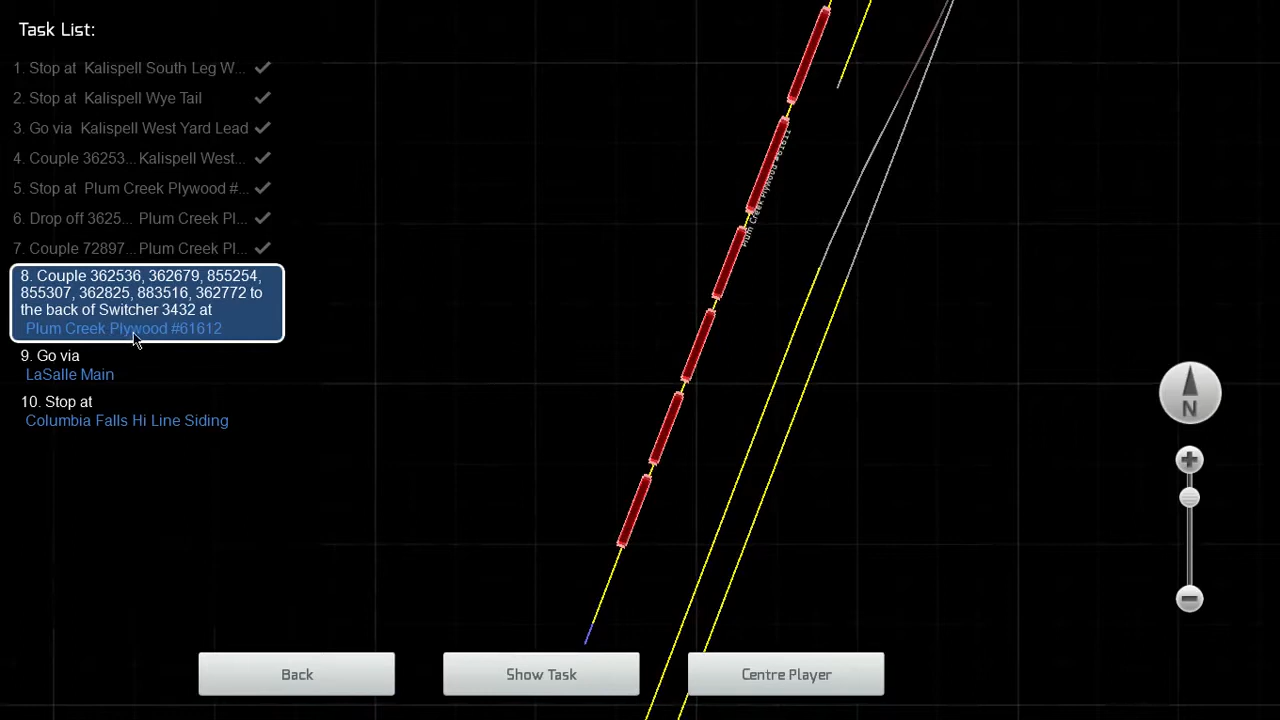 Task List:
1. Stop at  Kalispell South Leg W...
2. Stop at  Kalispell Wye Tail
3. Go via  Kalispell West Yard Lead
4. Couple 36253... Kalispell West...
5. Stop at  Plum Creek Plywood #...
6. Drop off 3625... Plum Creek Pl...
7. Couple 72897... Plum Creek Pl...
8. Couple 362536, 362679, 855254,
855307, 362825, 883516, 362772 to
the back of Switcher 3432 at
Plum Creek Plywood #61612
9. Go via
LaSalle Main
10. Stop at
Columbia Falls Hi Line Siding
Plum Creek Plywood #61611
N
Back
Show Task
Centre Player